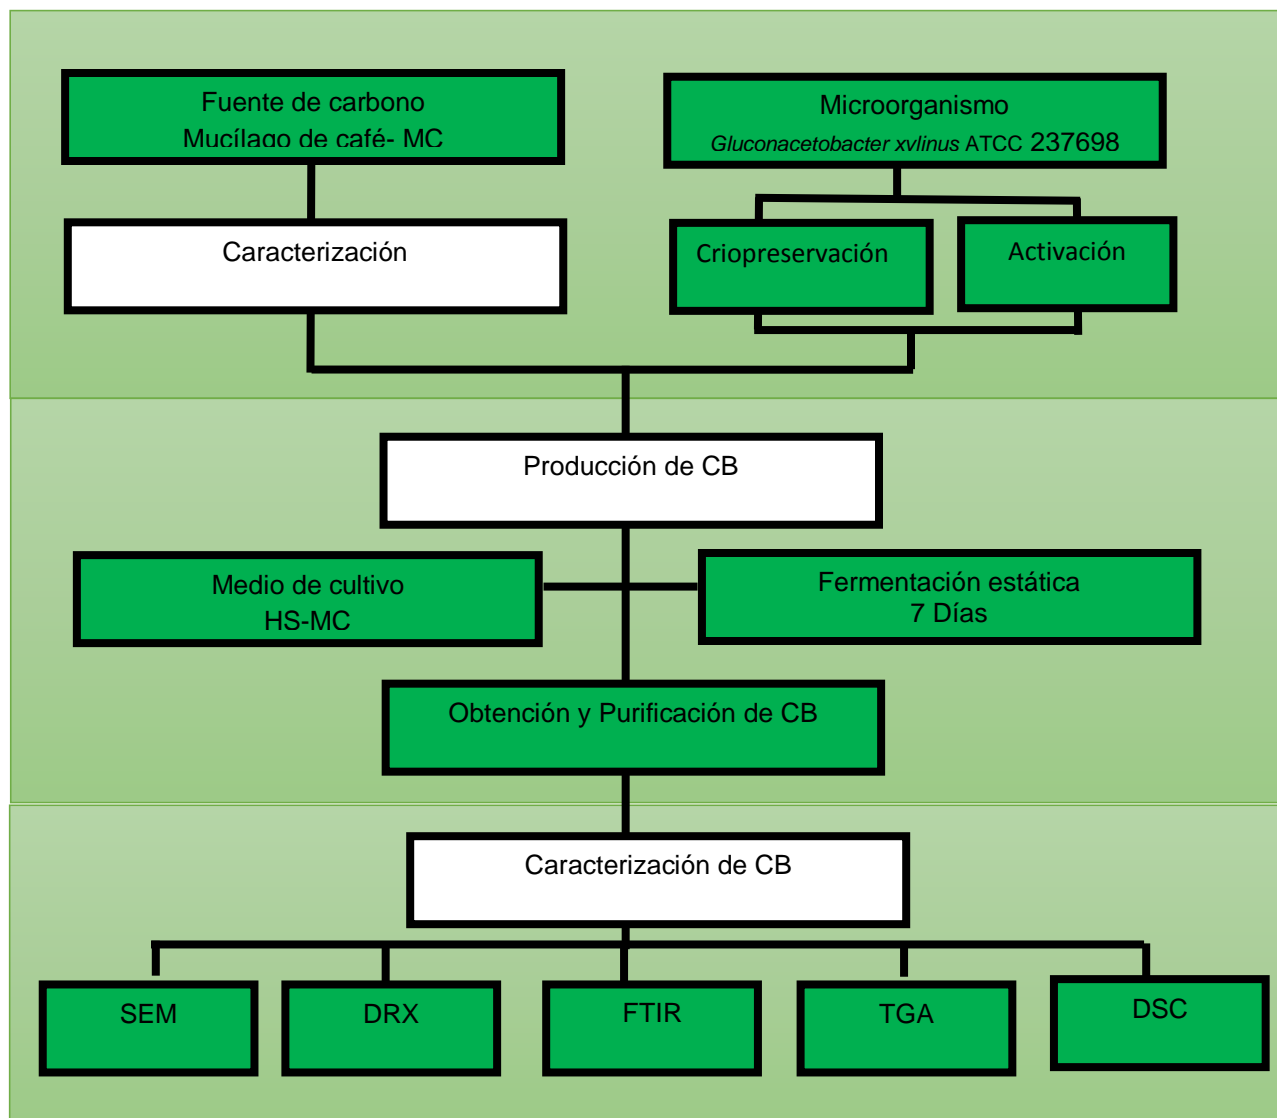 Fuente de carbono
Mucílago de café- MC
Microorganismo
Gluconacetobacter xylinus ATCC 237698
Caracterización
Criopreservación
Activación
Producción de CB
Medio de cultivo
HS-MC
Fermentación estática
7 Días
Obtención y Purificación de CB
Caracterización de CB
SEM
DRX
FTIR
TGA
DSC